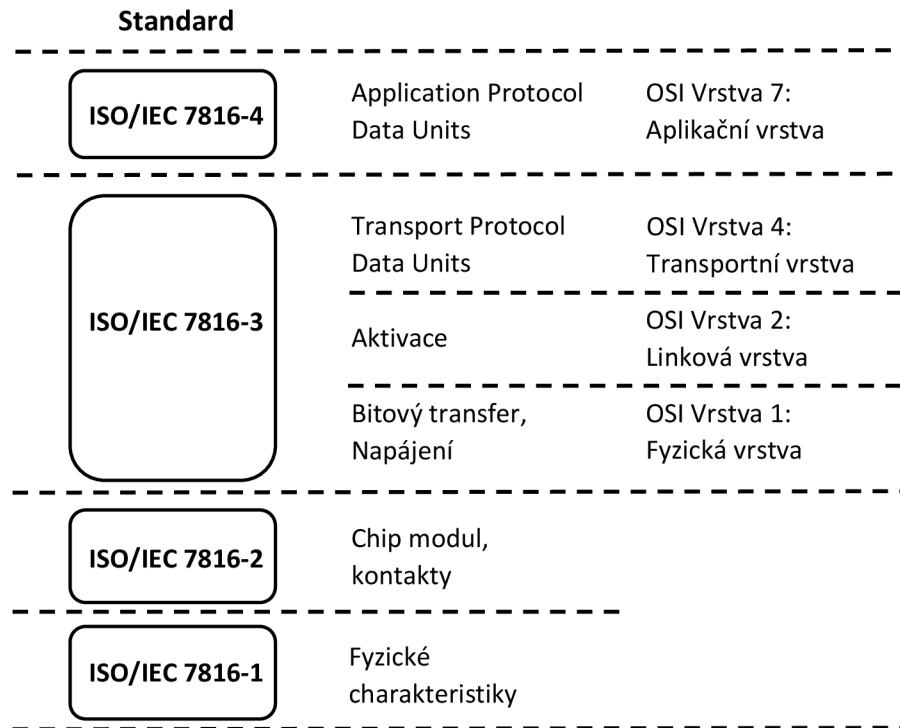 Standard
ISO/IEC 7816-4
Application Protocol
Data Units
OSI Vrstva 7:
Aplikační vrstva
ISO/IEC 7816-3
Transport Protocol
Data Units
OSI Vrstva 4:
Transportní vrstva
Aktivace
OSI Vrstva 2:
Linková vrstva
Bitový transfer,
Napájení
OSI Vrstva 1:
Fyzická vrstva
ISO/IEC 7816-2
Chip modul,
kontakty
ISO/IEC 7816-1
Fyzické
charakteristiky